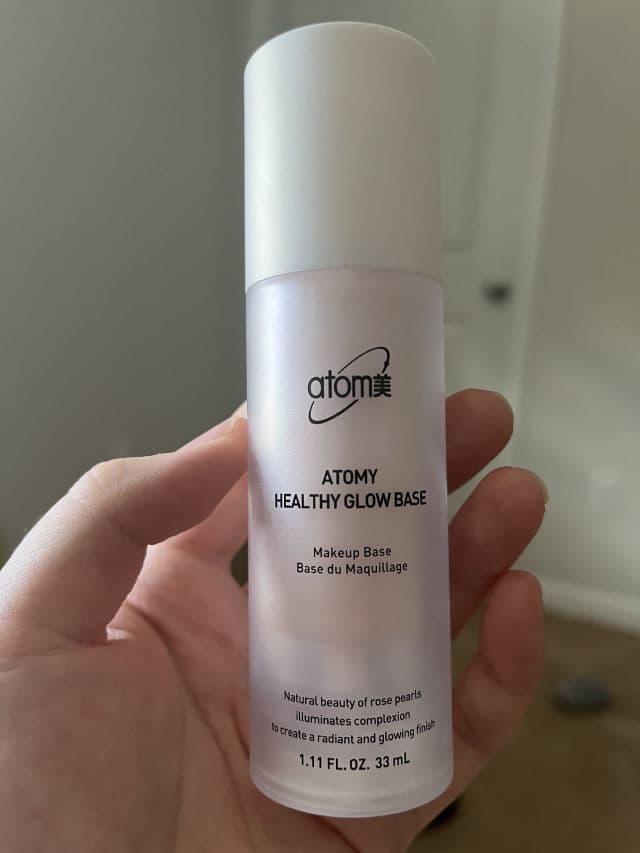 atom美
ATOMY
HEALTHY GLOW BASE
Makeup Base
Base du Maquillage
Natural beauty of rose pearls
illuminates complexion
to create a radiant and glowing finish
1.11 FL. OZ. 33 mL